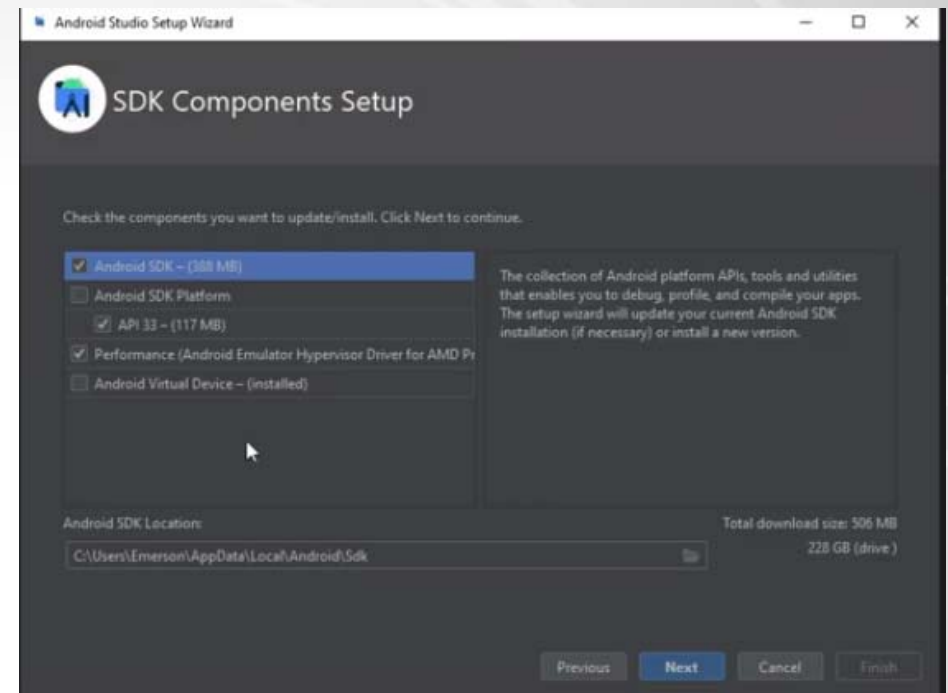 Android Studio Setup Wizard
SDK Components Setup
Check the components you want to update/install. Click Next to continue.
Android SDK – (388 MB)
Android SDK Platform
API 33 – (117 MB)
Performance (Android Emulator Hypervisor Driver for AMD Pr
Android Virtual Device – (installed)
The collection of Android platform APIs, tools and utilities
that enables you to debug, profile, and compile your apps.
The setup wizard will update your current Android SDK
installation (if necessary) or install a new version.
Android SDK Location:
C:\Users\Emerson\AppData\Local\Android\Sdk
Total download size: 506 MB
228 GB (drive )
Previous
Next
Cancel
Finish